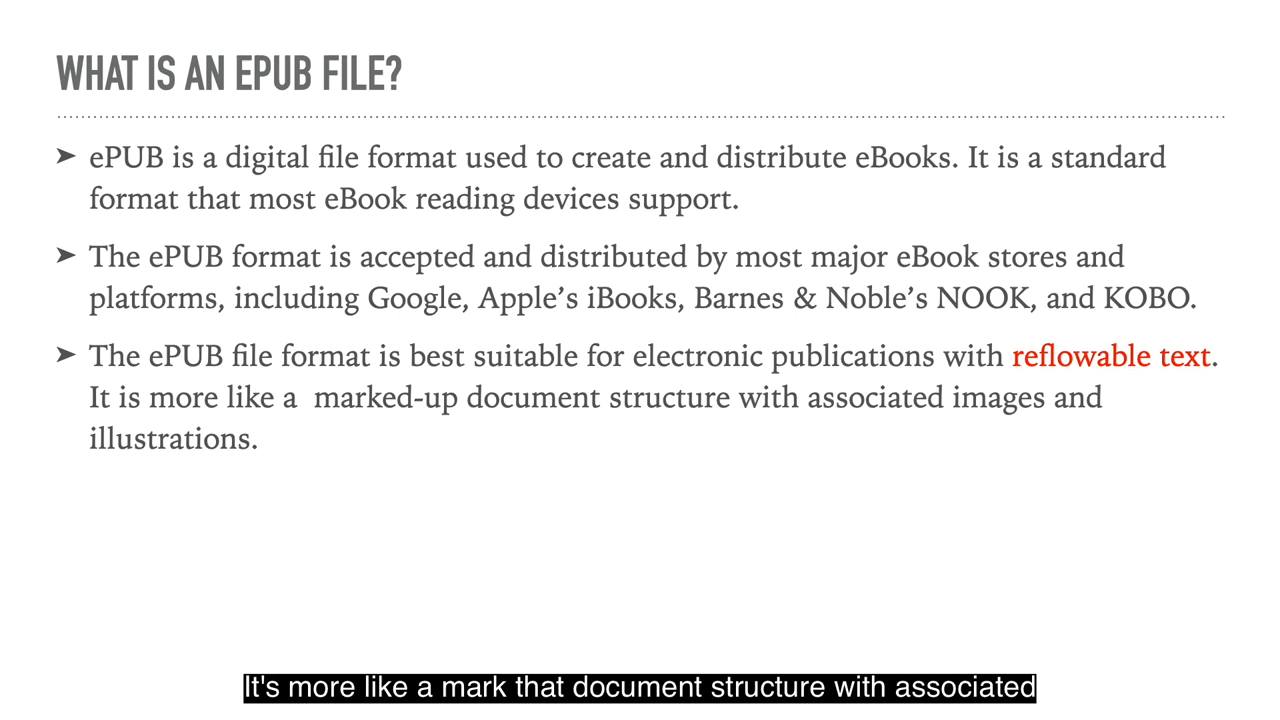 WHAT IS AN EPUB FILE?
➤ ePUB is a digital file format used to create and distribute eBooks. It is a standard
format that most eBook reading devices support.
➤ The ePUB format is accepted and distributed by most major eBook stores and
platforms, including Google, Apple’s iBooks, Barnes & Noble’s NOOK, and KOBO.
➤ The ePUB file format is best suitable for electronic publications with reflowable text.
It is more like a  marked-up document structure with associated images and
illustrations.
It's more like a mark that document structure with associated